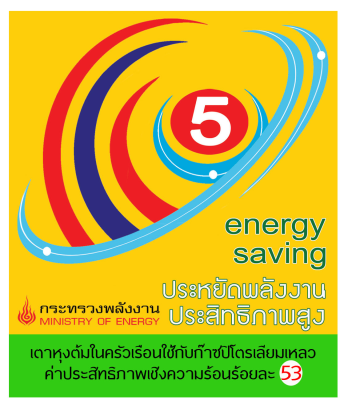 5
energy
saving
ประหยัดพลังงาน
ประสิทธิภาพสูง
กระทรวงพลังงาน
MINISTRY OF ENERGY
เตาหุงต้มในครัวเรือนใช้กับก๊าซปิโตรเลียมเหลว
ค่าประสิทธิภาพเชิงความร้อนร้อยละ 53